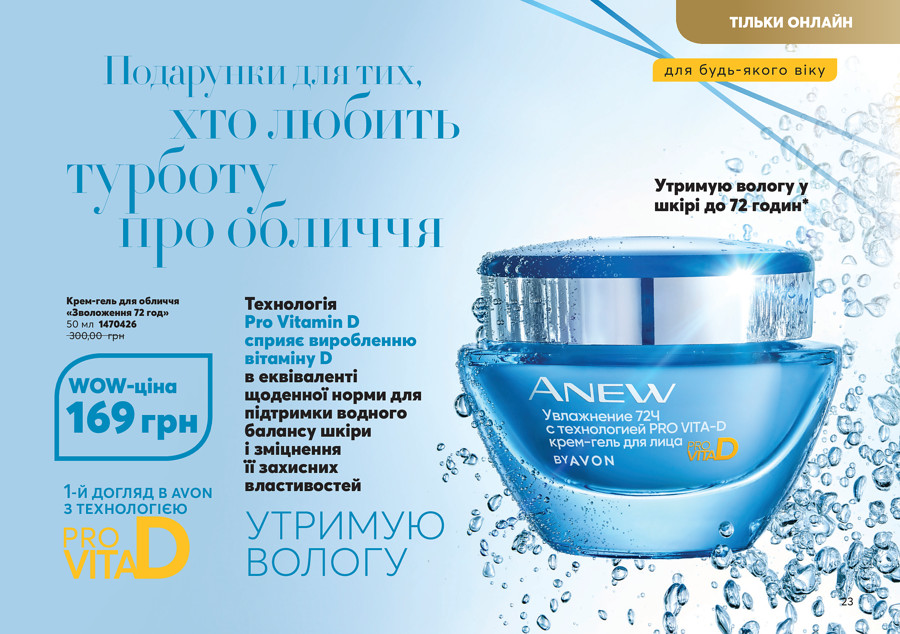 ТІЛЬКИ ОНЛАЙН
для будь-якого віку
Подарунки для тих,
хто любить
турботу
про обличчя
Утримую вологу у
шкірі до 72 годин*
Крем-гель для обличчя
«Зволоження 72 год»
50 мл 1470426
300,00 грн
WOW-ціна
169 грн
1-й догляд в AVON
з технологією
PRO
VITA D
Технологія
Pro Vitamin D
сприяє виробленню
вітаміну D
в еквіваленті
щоденної норми для
підтримки водного
балансу шкіри
і зміцнення
її захисних
властивостей
УТРИМУЮ
ВОЛОГУ
ANEW
Увлажнение 72Ч
с технологией PRO VITA-D
крем-гель для лица
PRO
VITA D
BY AVON
23